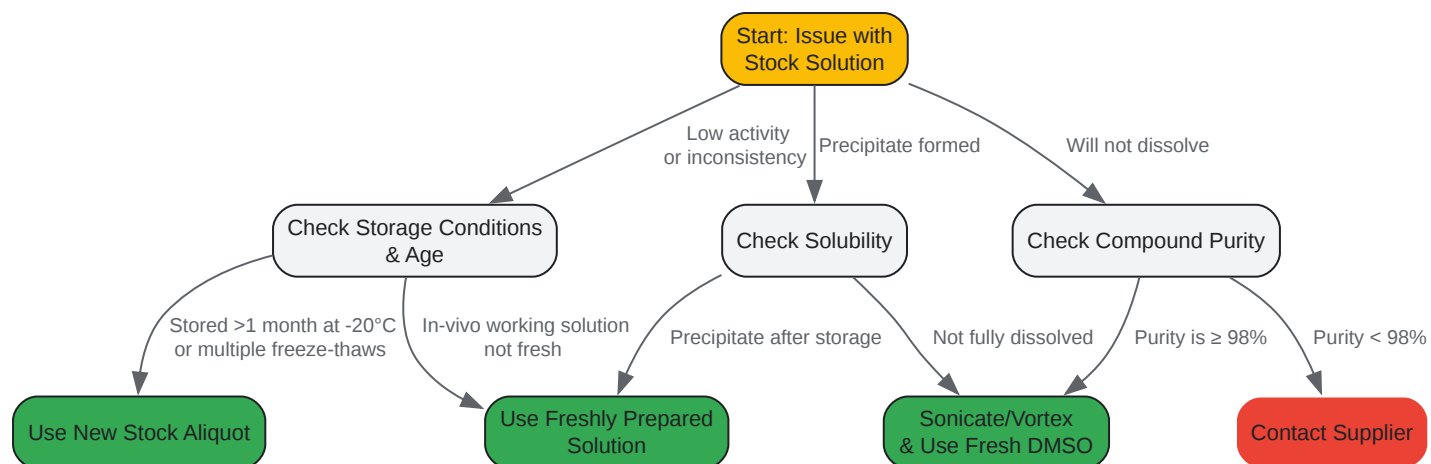 Start: Issue with
Stock Solution
Low activity
or inconsistency
Precipitate formed
Will not dissolve
Check Storage Conditions
& Age
Check Solubility
Check Compound Purity
Stored >1 month at -20°C
or multiple freeze-thaws
In-vivo working solution
not fresh
Precipitate after storage
Not fully dissolved
Purity is ≥ 98%
Purity < 98%
Use New Stock Aliquot
Use Freshly Prepared
Solution
Sonicate/Vortex
& Use Fresh DMSO
Contact Supplier